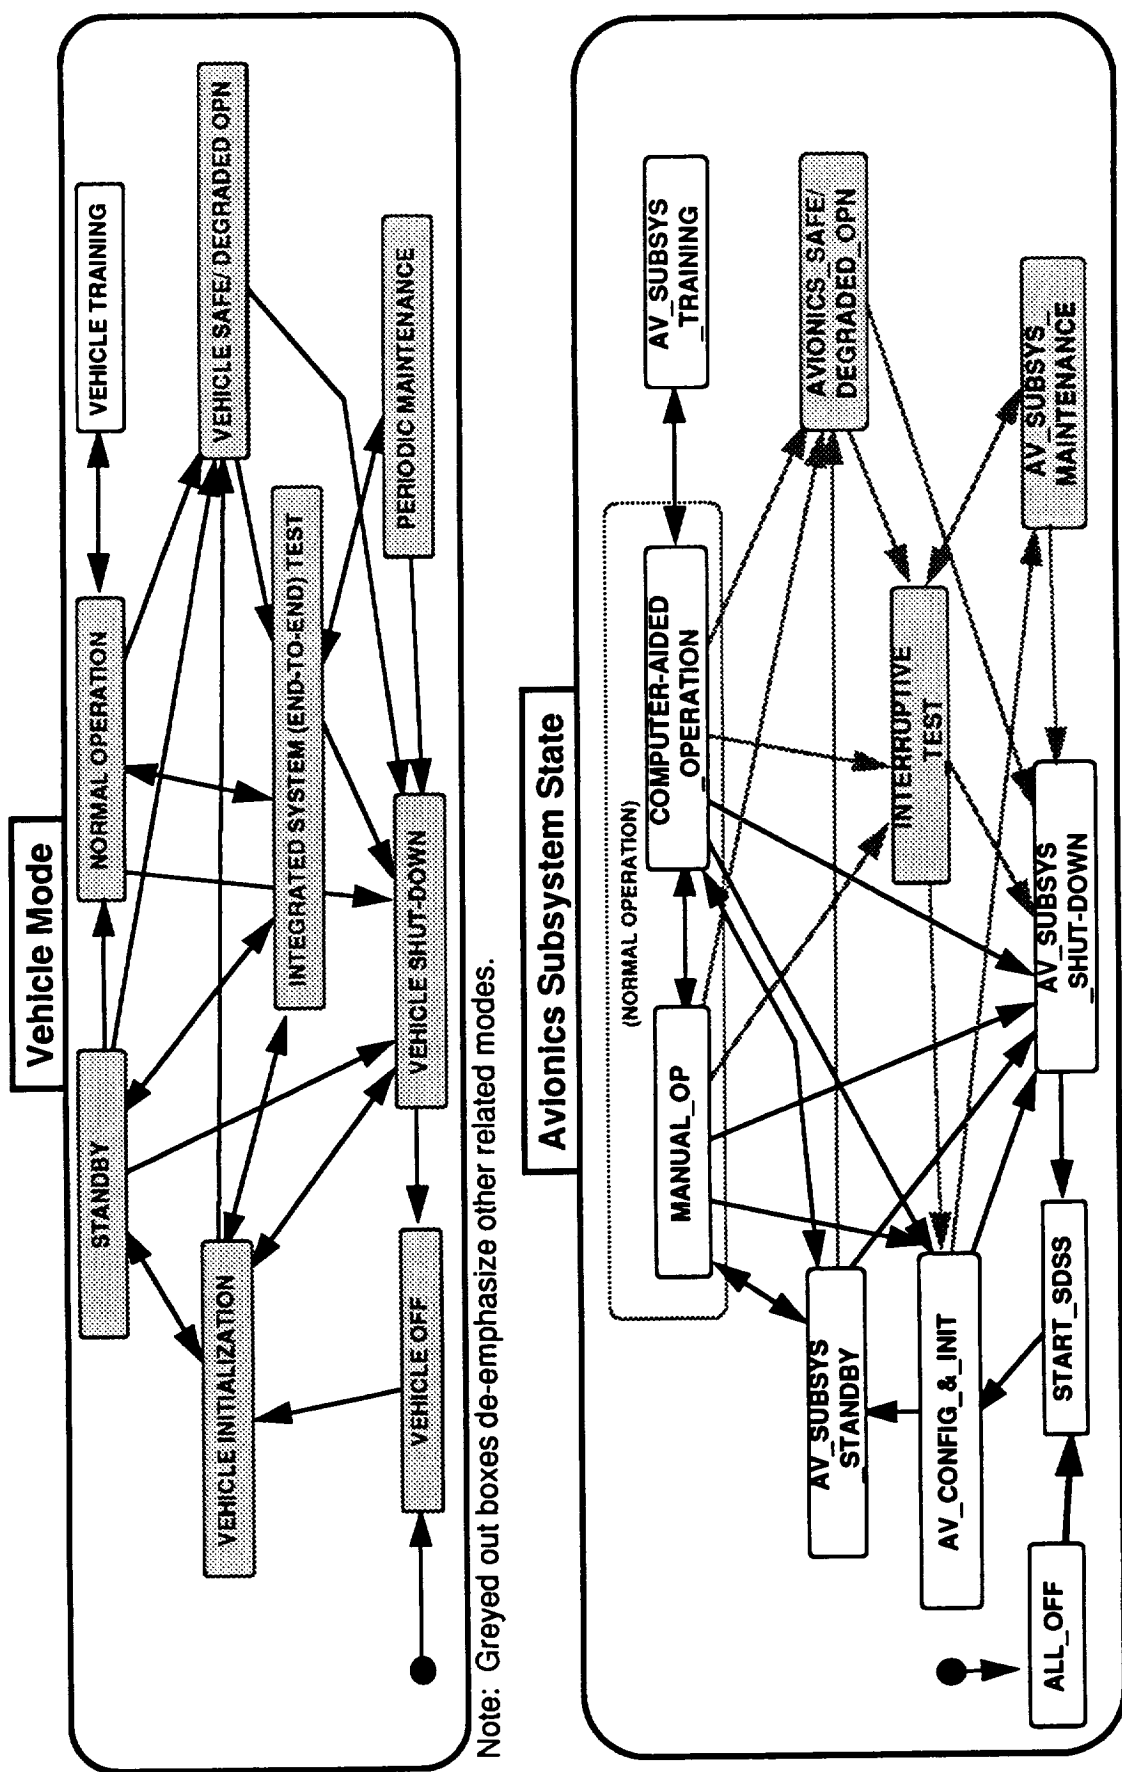 Vehicle Mode
STANDBY
NORMAL OPERATION
VEHICLE TRAINING
VEHICLE INITIALIZATION
VEHICLE SAFE/ DEGRADED OPN
INTEGRATED SYSTEM (END-TO-END) TEST
VEHICLE OFF
VEHICLE SHUT-DOWN
PERIODIC MAINTENANCE
Note:  Greyed out boxes de-emphasize other related modes.
Avionics Subsystem State
(NORMAL OPERATION)
MANUAL_OP
COMPUTER-AIDED
_OPERATION
AV_SUBSYS
_TRAINING
AV_SUBSYS
_STANDBY
AVIONICS_SAFE/
DEGRADED_OPN
AV_CONFIG_&_INIT
INTERRUPTIVE
_TEST
ALL_OFF
START_SDSS
AV_SUBSYS
_SHUT-DOWN
AV_SUBSYS_
_MAINTENANCE